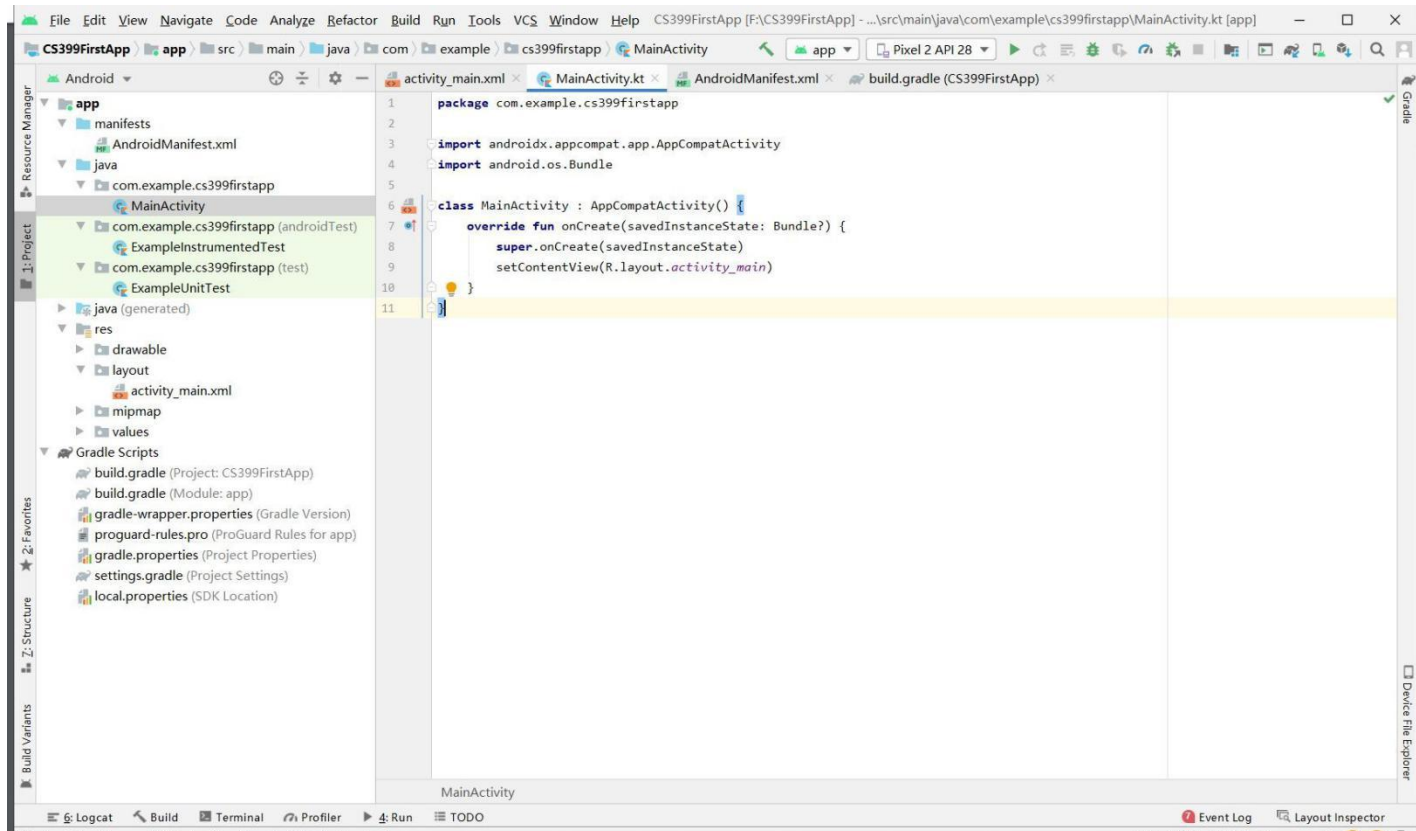 File Edit View Navigate Code Analyze Refactor Build Run Tools VCS Window Help CS399FirstApp [F:\CS399FirstApp] - ...\src\main\java\com\example\cs399firstapp\MainActivity.kt [app]
CS399FirstApp app src main java com example cs399firstapp MainActivity app Pixel 2 API 28
Android activity_main.xml MainActivity.kt AndroidManifest.xml build.gradle (CS399FirstApp)
Resource Manager
1: Project
2: Favorites
Z: Structure
Build Variants
app
manifests
AndroidManifest.xml
java
com.example.cs399firstapp
MainActivity
com.example.cs399firstapp (androidTest)
ExampleInstrumentedTest
com.example.cs399firstapp (test)
ExampleUnitTest
java (generated)
res
drawable
layout
activity_main.xml
mipmap
values
Gradle Scripts
build.gradle (Project: CS399FirstApp)
build.gradle (Module: app)
gradle-wrapper.properties (Gradle Version)
proguard-rules.pro (ProGuard Rules for app)
gradle.properties (Project Properties)
settings.gradle (Project Settings)
local.properties (SDK Location)
1 package com.example.cs399firstapp
2
3 import androidx.appcompat.app.AppCompatActivity
4 import android.os.Bundle
5
6 class MainActivity : AppCompatActivity() {
7 override fun onCreate(savedInstanceState: Bundle?) {
8 super.onCreate(savedInstanceState)
9 setContentView(R.layout.activity_main)
10 }
11 }
Gradle
Device File Explorer
MainActivity
6: Logcat Build Terminal Profiler 4: Run TODO Event Log Layout Inspector